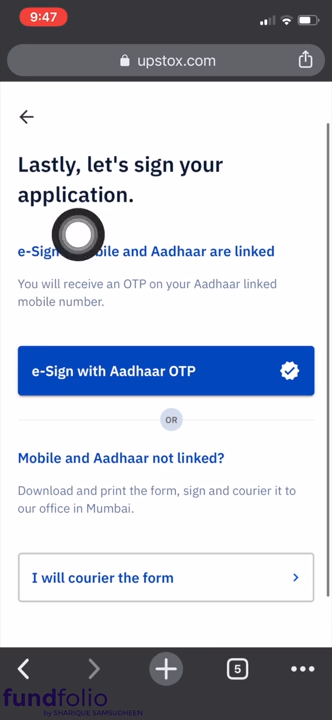 9:47
upstox.com
Lastly, let's sign your
application.
e-Sign bile and Aadhaar are linked
You will receive an OTP on your Aadhaar linked
mobile number.
e-Sign with Aadhaar OTP
OR
Mobile and Aadhaar not linked?
Download and print the form, sign and courier it to
our office in Mumbai.
I will courier the form
5
fundfolio
by SHARIQUE SAMSUDHEEN